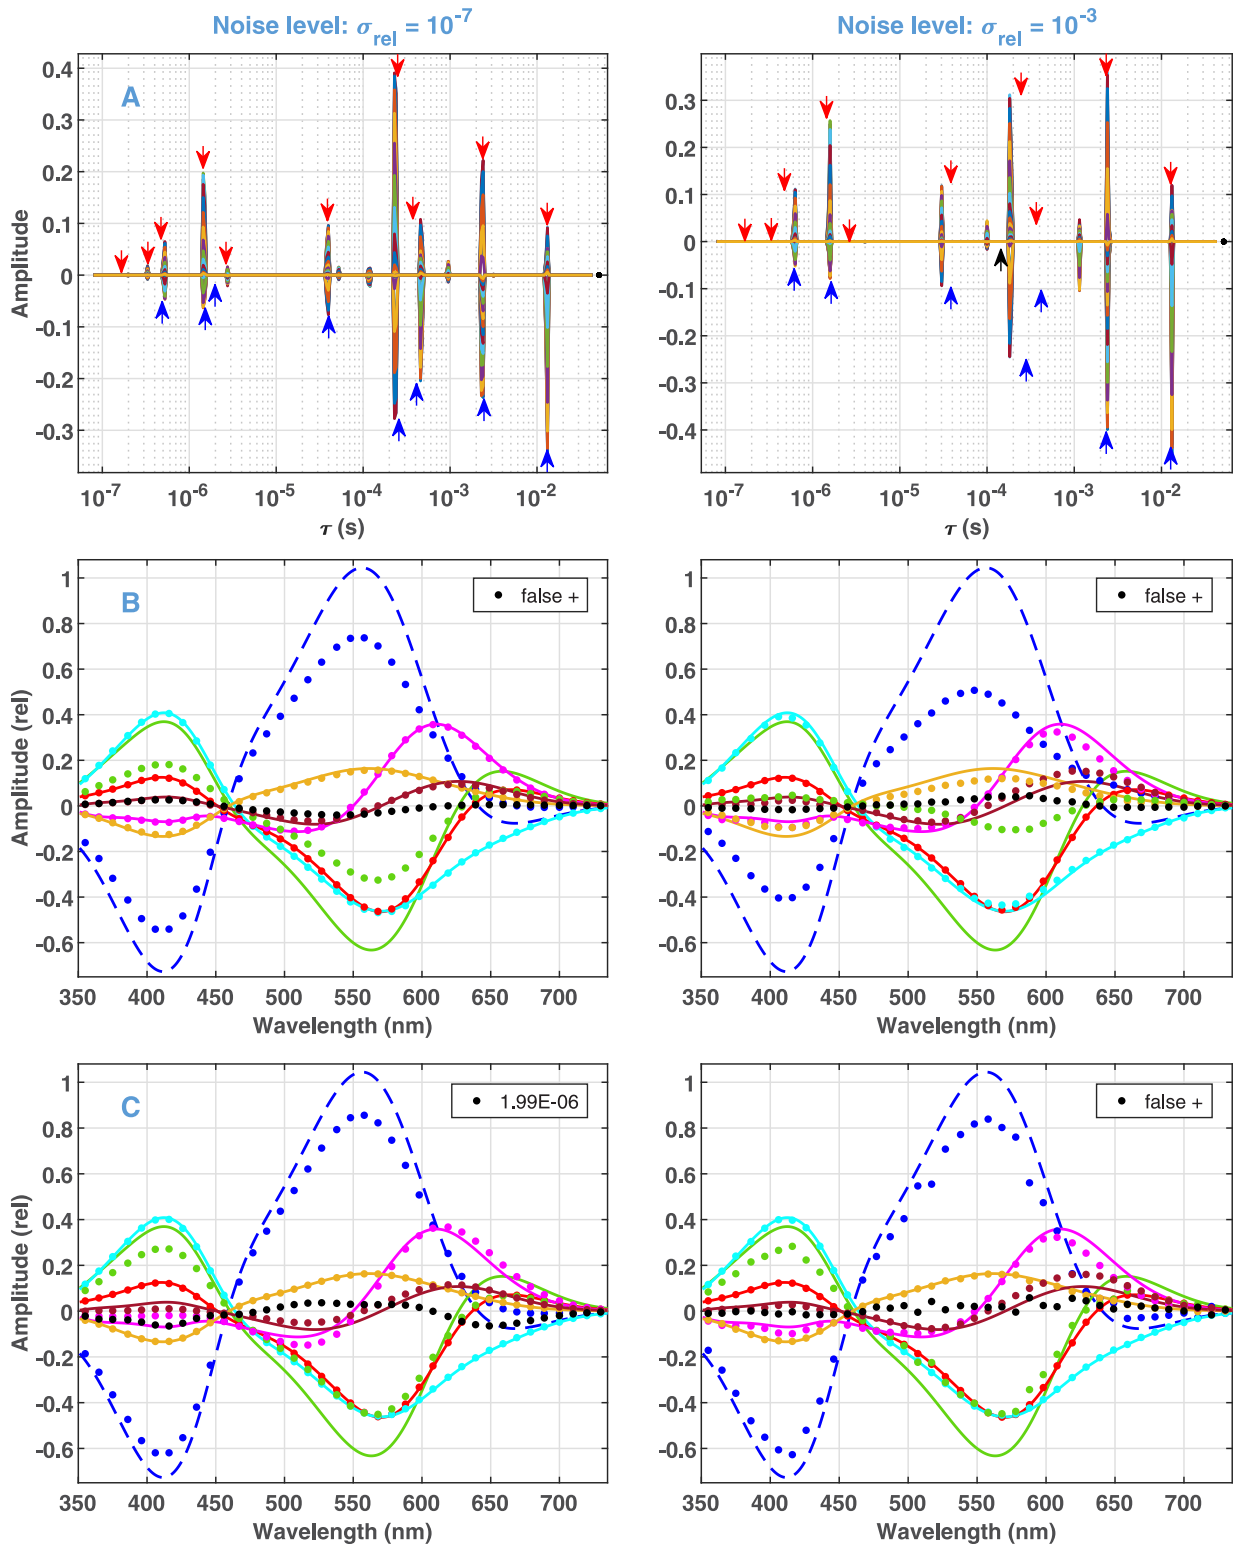 Noise level: σrel = 10-7
Noise level: σrel = 10-3
A
Amplitude
0.4
0.3
0.2
0.1
0
-0.1
-0.2
-0.3
10-7 10-6 10-5 10-4 10-3 10-2
τ (s)
0.3
0.2
0.1
0
-0.1
-0.2
-0.3
-0.4
10-7 10-6 10-5 10-4 10-3 10-2
τ (s)
B
Amplitude (rel)
false +
1
0.8
0.6
0.4
0.2
0
-0.2
-0.4
-0.6
350 400 450 500 550 600 650 700
Wavelength (nm)
Amplitude (rel)
false +
1
0.8
0.6
0.4
0.2
0
-0.2
-0.4
-0.6
350 400 450 500 550 600 650 700
Wavelength (nm)
C
Amplitude (rel)
1.99E-06
1
0.8
0.6
0.4
0.2
0
-0.2
-0.4
-0.6
350 400 450 500 550 600 650 700
Wavelength (nm)
Amplitude (rel)
false +
1
0.8
0.6
0.4
0.2
0
-0.2
-0.4
-0.6
350 400 450 500 550 600 650 700
Wavelength (nm)